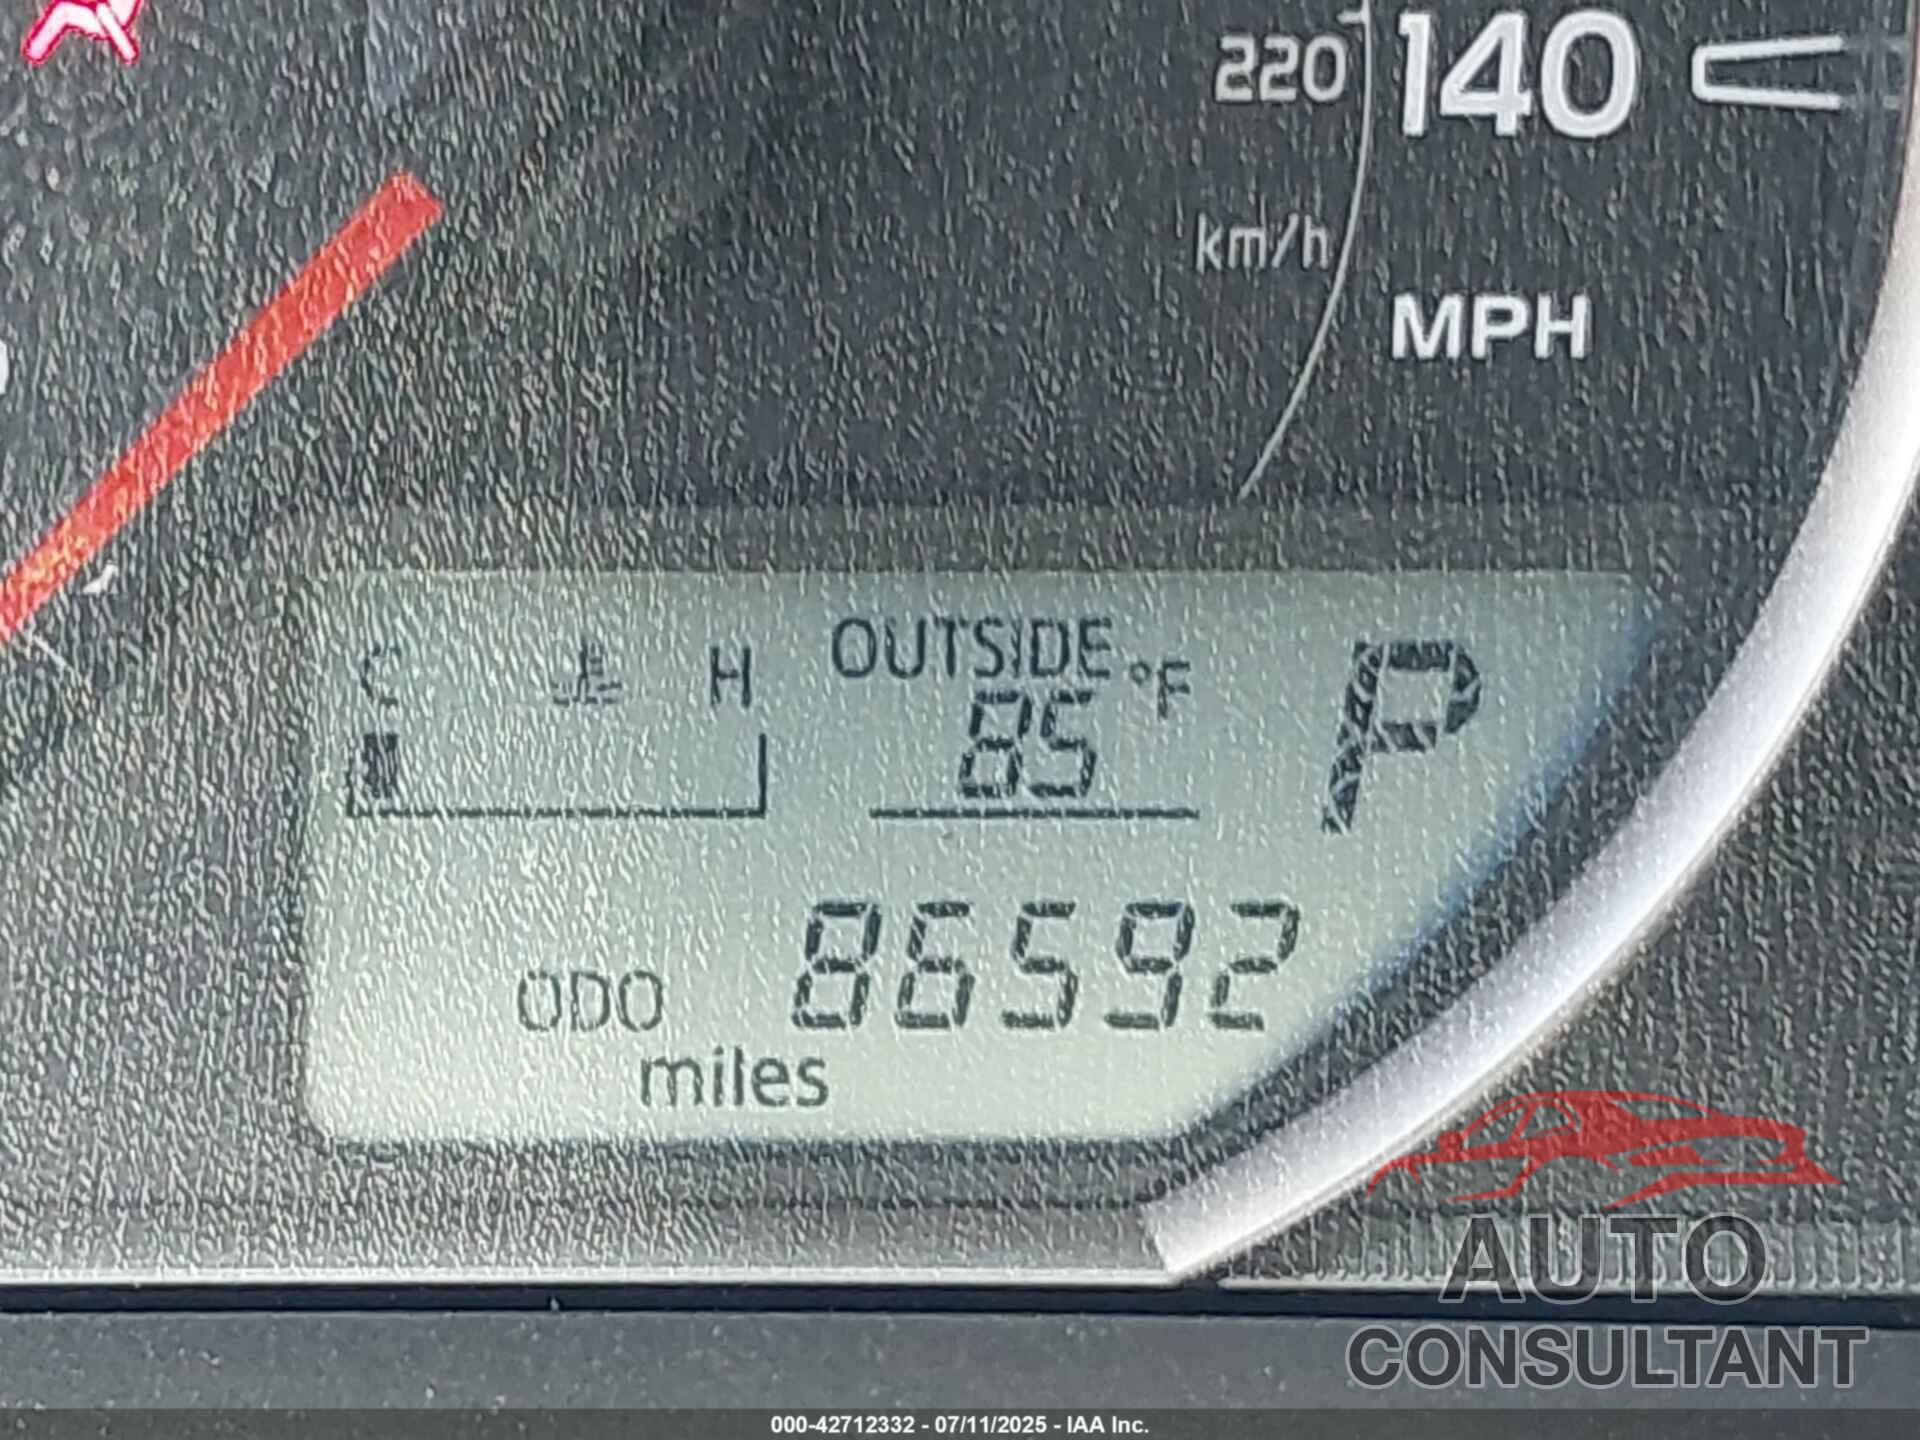 220 140
km/h
MPH
C H OUTSIDE °F P
85
ODO 86592
miles
AUTO
CONSULTANT
000-42712332 - 07/11/2025 - IAA Inc.